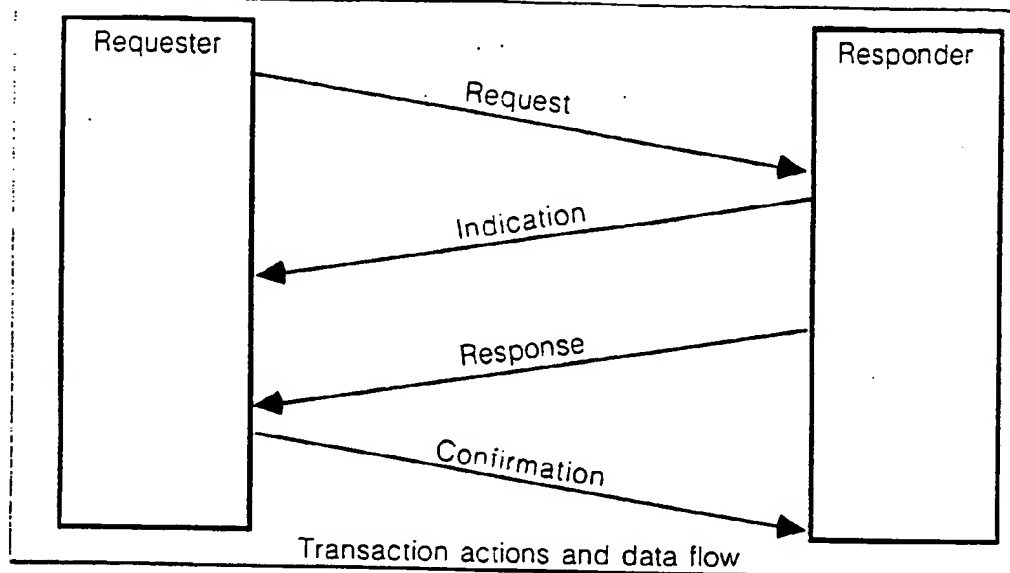 Requester
Responder
Request
Indication
Response
Confirmation
Transaction actions and data flow